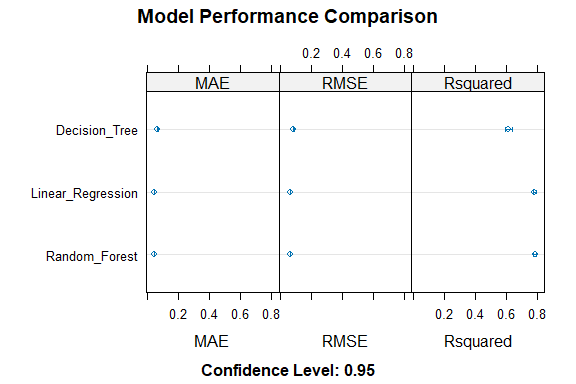 Model Performance Comparison
0.2 0.4 0.6 0.8
MAE RMSE Rsquared
Decision_Tree
Linear_Regression
Random_Forest
0.2 0.4 0.6 0.8 0.2 0.4 0.6 0.8
MAE RMSE Rsquared
Confidence Level: 0.95